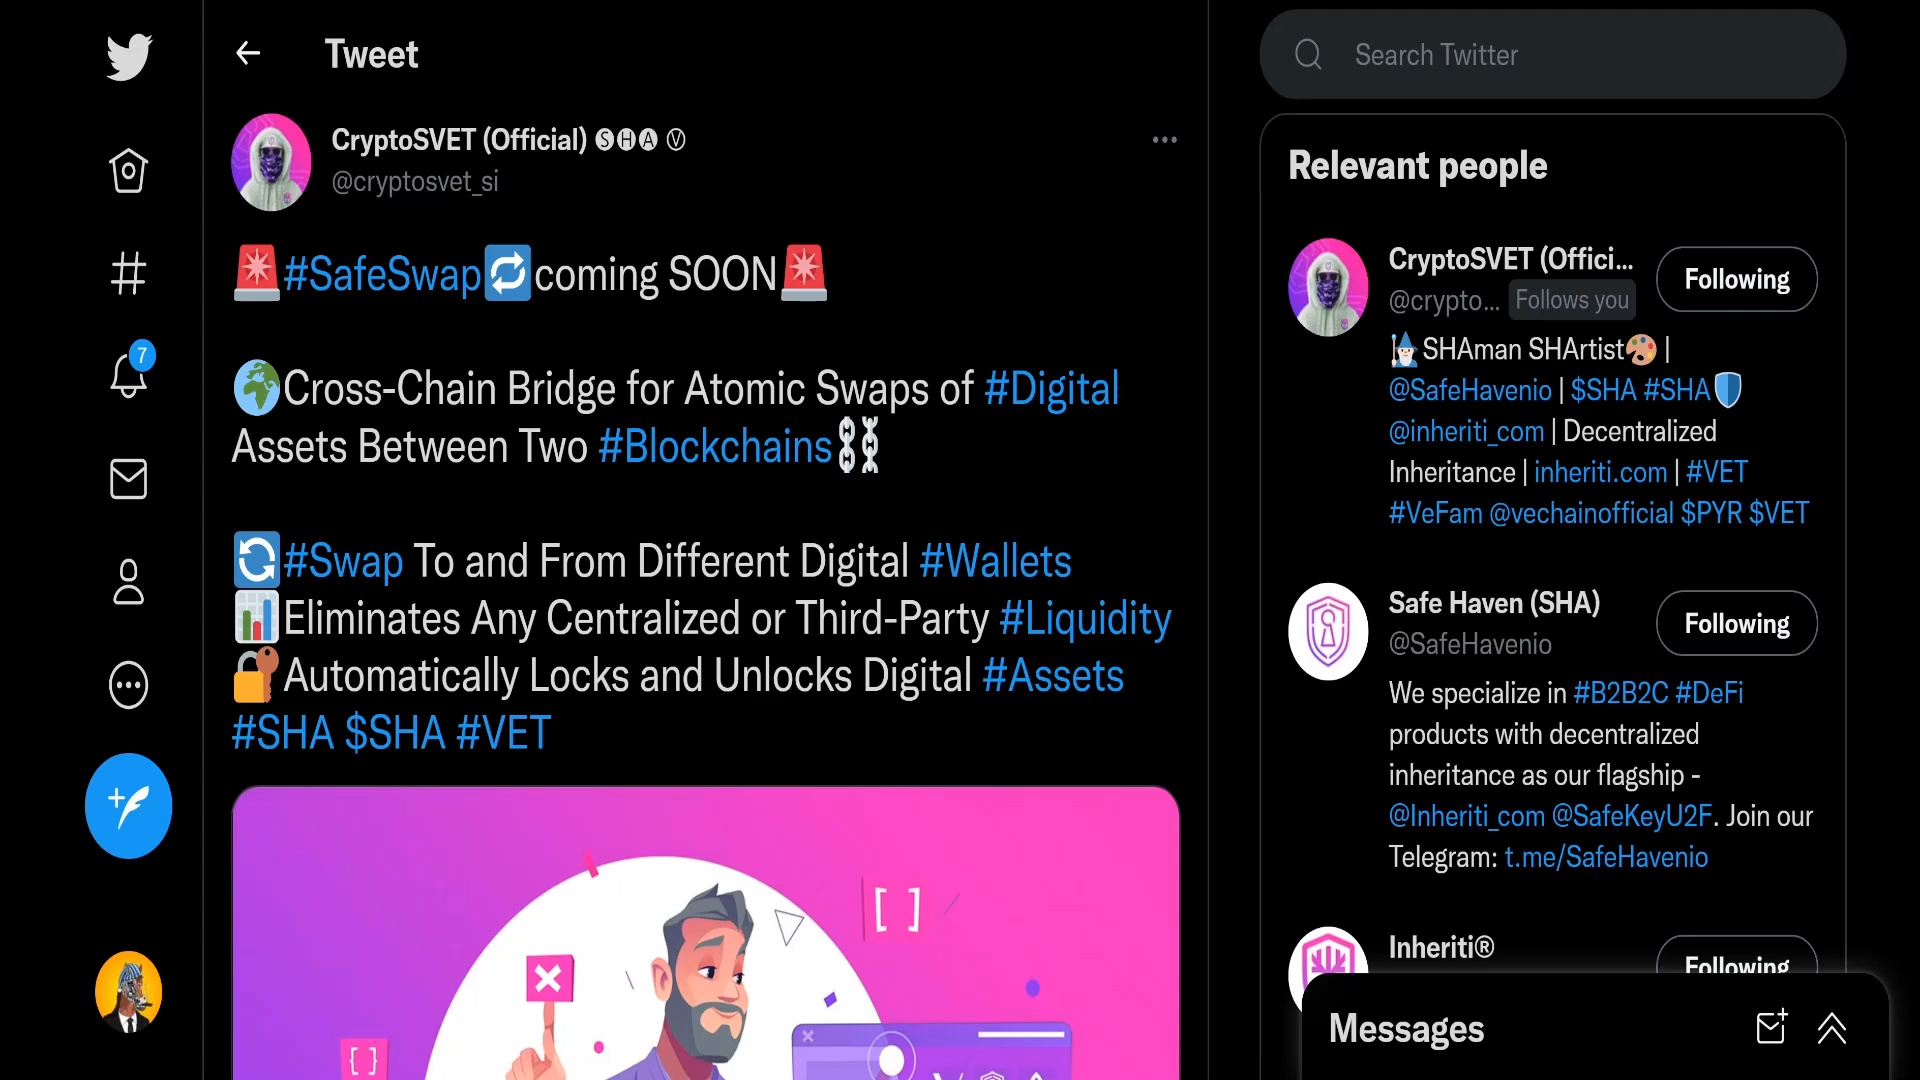 Tweet
CryptoSVET (Official) 🅢🅗🅐 Ⓥ
@cryptosvet_si
🚨#SafeSwap🔁coming SOON🚨
🌍Cross-Chain Bridge for Atomic Swaps of #Digital
Assets Between Two #Blockchains⛓⛓
🔄#Swap To and From Different Digital #Wallets
📊Eliminates Any Centralized or Third-Party #Liquidity
🔐Automatically Locks and Unlocks Digital #Assets
#SHA $SHA #VET
[ ]
{ }
7
Search Twitter
Relevant people
CryptoSVET (Offici...
@crypto... Follows you
Following
🧙🏻‍♂️SHAman SHArtist🎨 |
@SafeHavenio | $SHA #SHA🛡
@inheriti_com | Decentralized
Inheritance | inheriti.com | #VET
#VeFam @vechainofficial $PYR $VET
Safe Haven (SHA)
@SafeHavenio
Following
We specialize in #B2B2C #DeFi
products with decentralized
inheritance as our flagship -
@Inheriti_com @SafeKeyU2F. Join our
Telegram: t.me/SafeHavenio
Inheriti®
Following
Messages